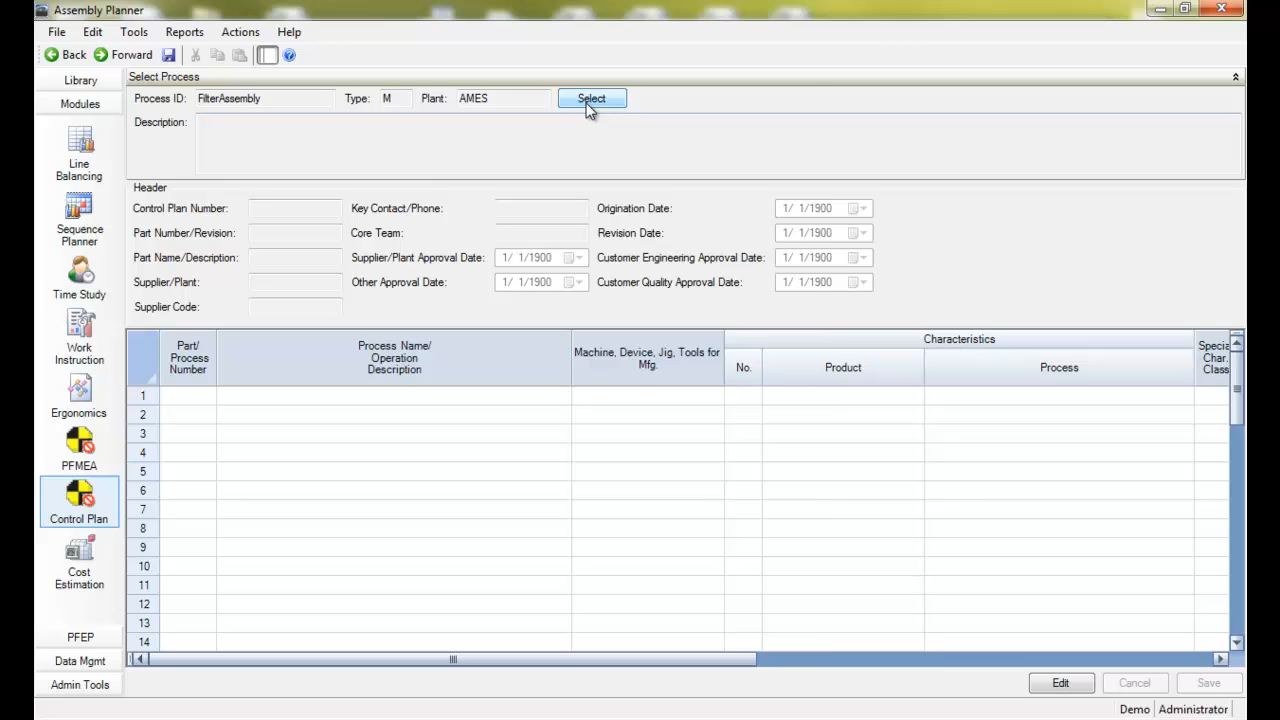 Assembly Planner
File Edit Tools Reports Actions Help
Back Forward
Library
Modules
Line
Balancing
Sequence
Planner
Time Study
Work
Instruction
Ergonomics
PFMEA
Control Plan
Cost
Estimation
PFEP
Data Mgmt
Admin Tools
Select Process
Process ID: FilterAssembly Type: M Plant: AMES Select
Description:
Header
Control Plan Number: Key Contact/Phone: Origination Date: 1/ 1/1900
Part Number/Revision: Core Team: Revision Date: 1/ 1/1900
Part Name/Description: Supplier/Plant Approval Date: 1/ 1/1900 Customer Engineering Approval Date: 1/ 1/1900
Supplier/Plant: Other Approval Date: 1/ 1/1900 Customer Quality Approval Date: 1/ 1/1900
Supplier Code:
Part/
Process
Number
Process Name/
Operation
Description
Machine, Device, Jig, Tools for
Mfg.
Characteristics
No. Product Process
Specia
Char.
Class
1
2
3
4
5
6
7
8
9
10
11
12
13
14
Edit Cancel Save
Demo Administrator